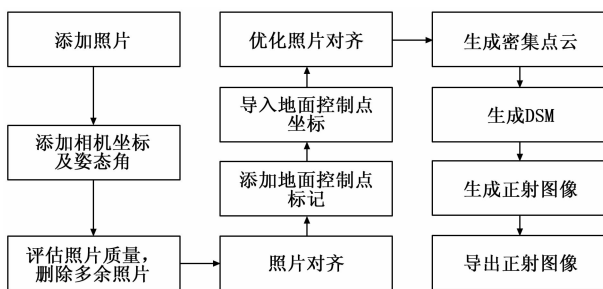 添加照片
添加相机坐标
及姿态角
评估照片质量，
删除多余照片
照片对齐
添加地面控制点
标记
导入地面控制点
坐标
优化照片对齐
生成密集点云
生成DSM
生成正射图像
导出正射图像